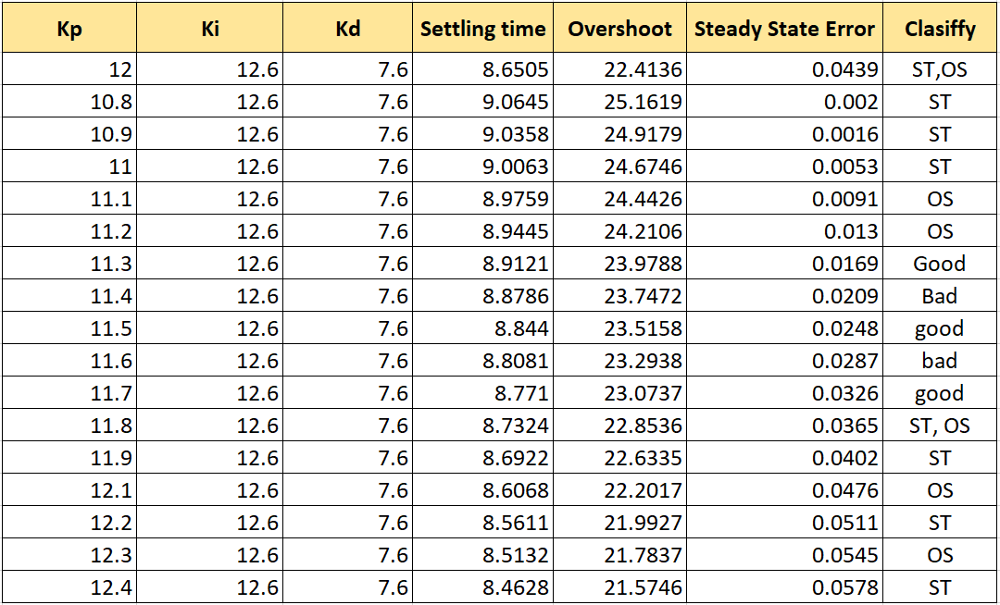 Kp Ki Kd Settling time Overshoot Steady State Error Clasiffy
12 12.6 7.6 8.6505 22.4136 0.0439 ST,OS
10.8 12.6 7.6 9.0645 25.1619 0.002 ST
10.9 12.6 7.6 9.0358 24.9179 0.0016 ST
11 12.6 7.6 9.0063 24.6746 0.0053 ST
11.1 12.6 7.6 8.9759 24.4426 0.0091 OS
11.2 12.6 7.6 8.9445 24.2106 0.013 OS
11.3 12.6 7.6 8.9121 23.9788 0.0169 Good
11.4 12.6 7.6 8.8786 23.7472 0.0209 Bad
11.5 12.6 7.6 8.844 23.5158 0.0248 good
11.6 12.6 7.6 8.8081 23.2938 0.0287 bad
11.7 12.6 7.6 8.771 23.0737 0.0326 good
11.8 12.6 7.6 8.7324 22.8536 0.0365 ST, OS
11.9 12.6 7.6 8.6922 22.6335 0.0402 ST
12.1 12.6 7.6 8.6068 22.2017 0.0476 OS
12.2 12.6 7.6 8.5611 21.9927 0.0511 ST
12.3 12.6 7.6 8.5132 21.7837 0.0545 OS
12.4 12.6 7.6 8.4628 21.5746 0.0578 ST